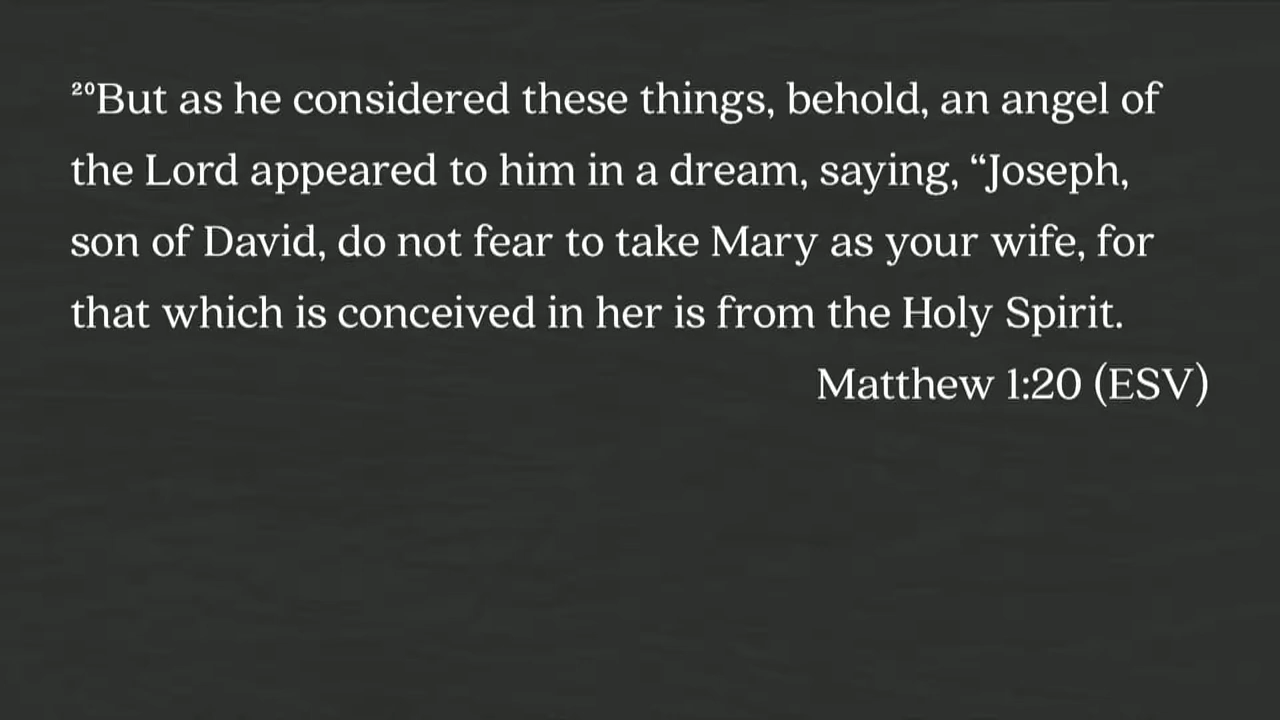 ²⁰But as he considered these things, behold, an angel of
the Lord appeared to him in a dream, saying, “Joseph,
son of David, do not fear to take Mary as your wife, for
that which is conceived in her is from the Holy Spirit.
Matthew 1:20 (ESV)